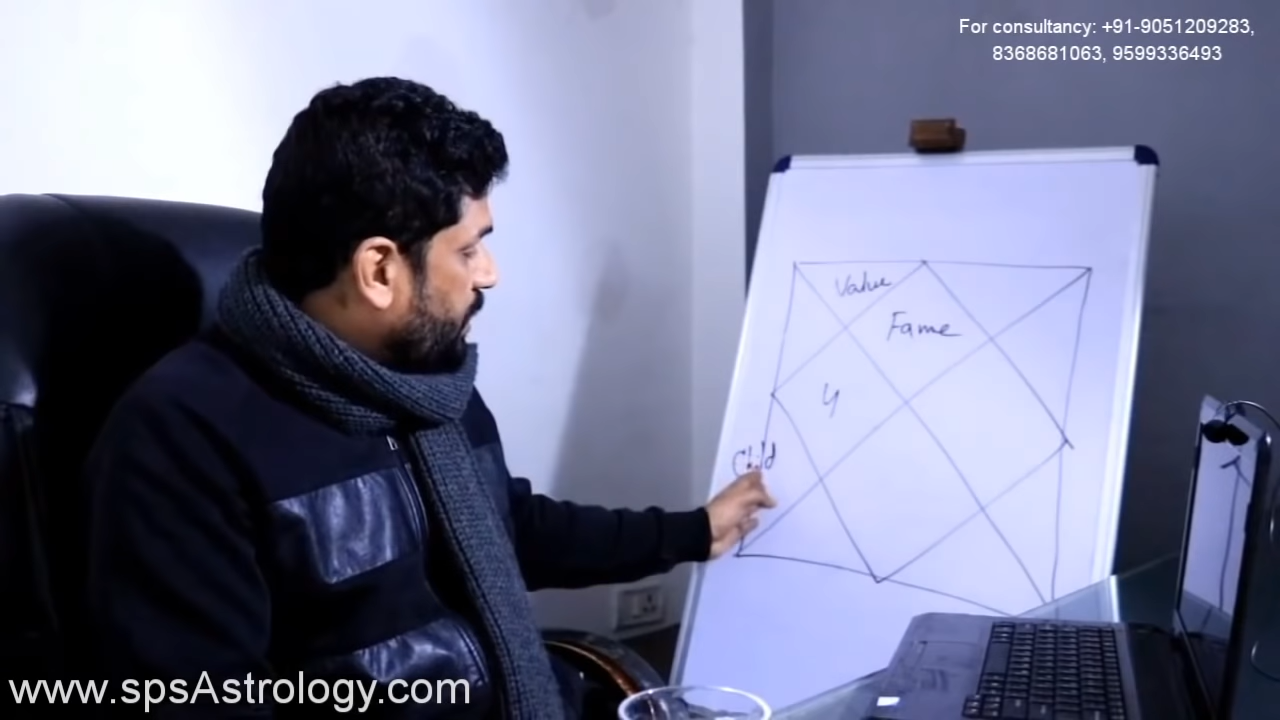 For consultancy: +91-9051209283,
8368681063, 9599336493
Value
Fame
4
Child
www.spsAstrology.com